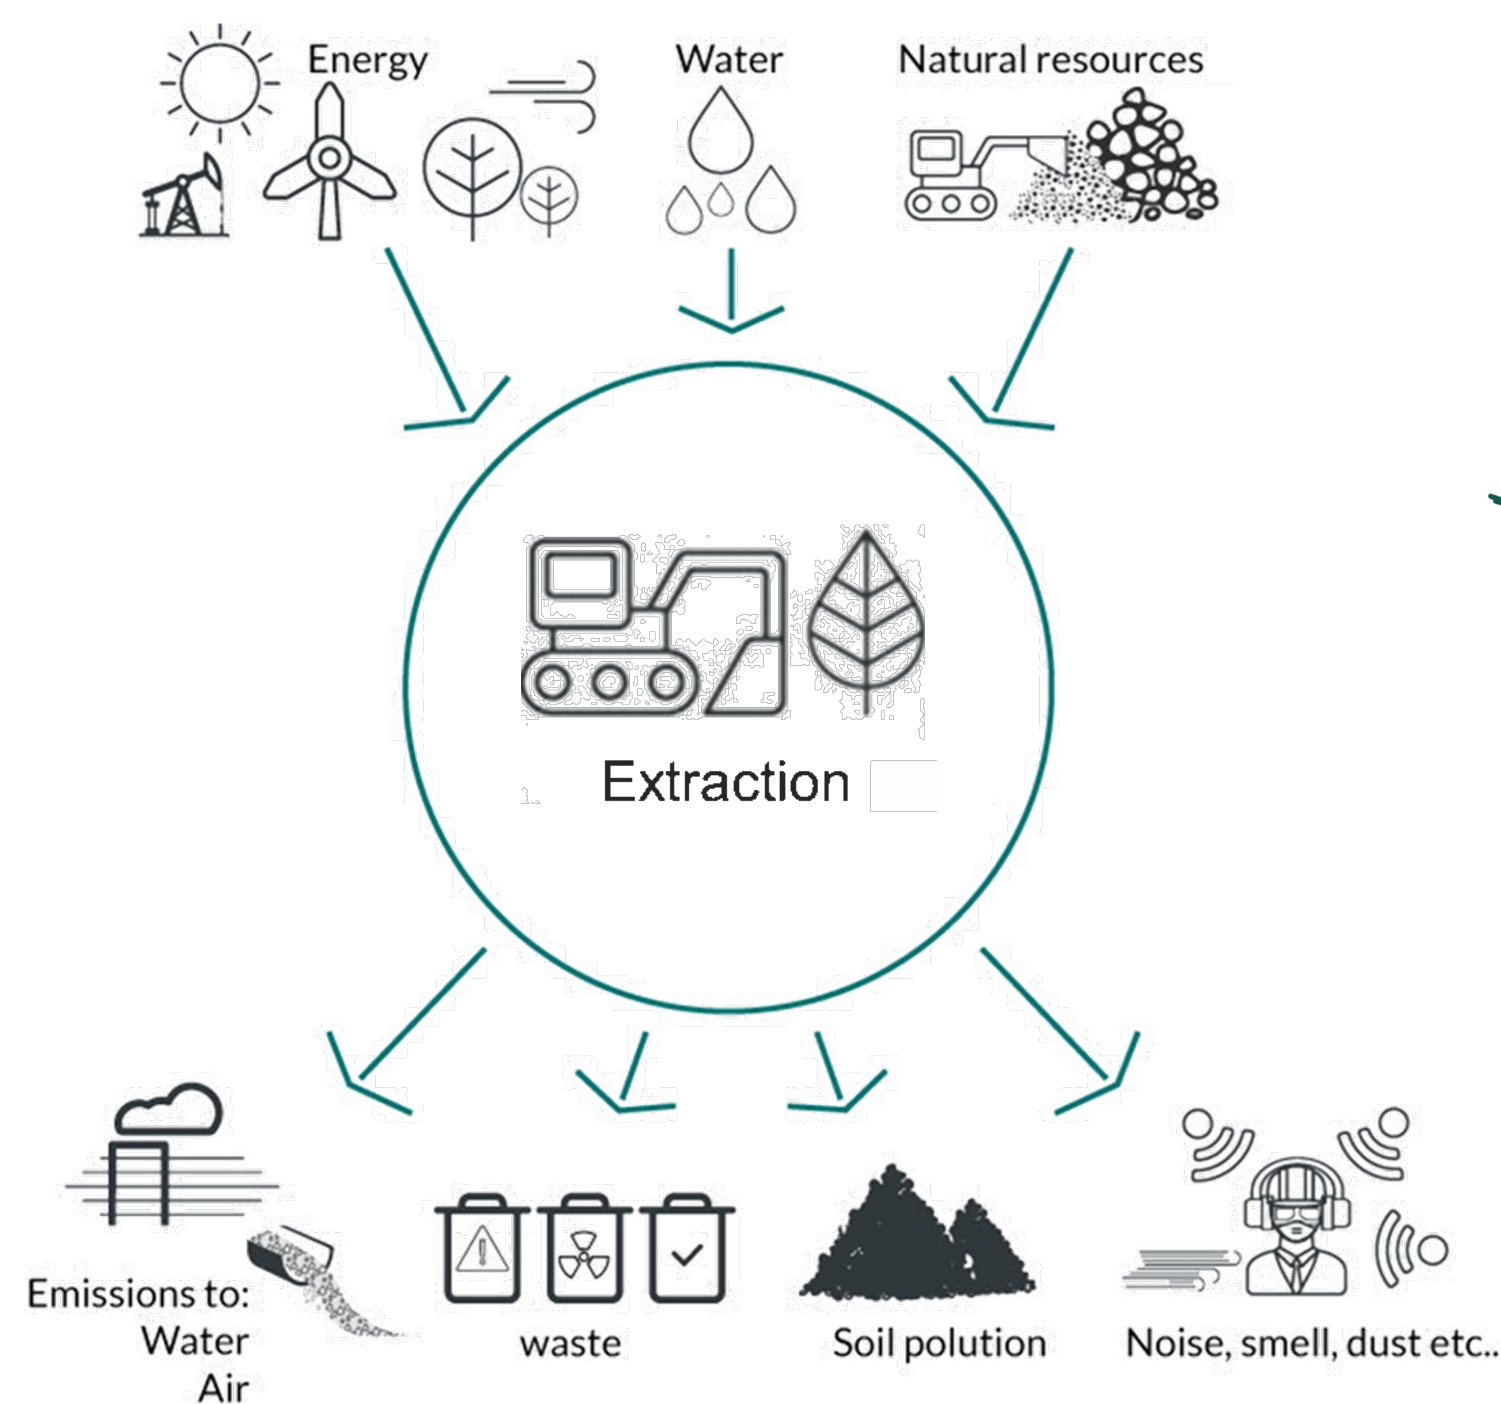 Energy
Water
Natural resources
Extraction
Emissions to:
Water
Air
waste
Soil polution
Noise, smell, dust etc..